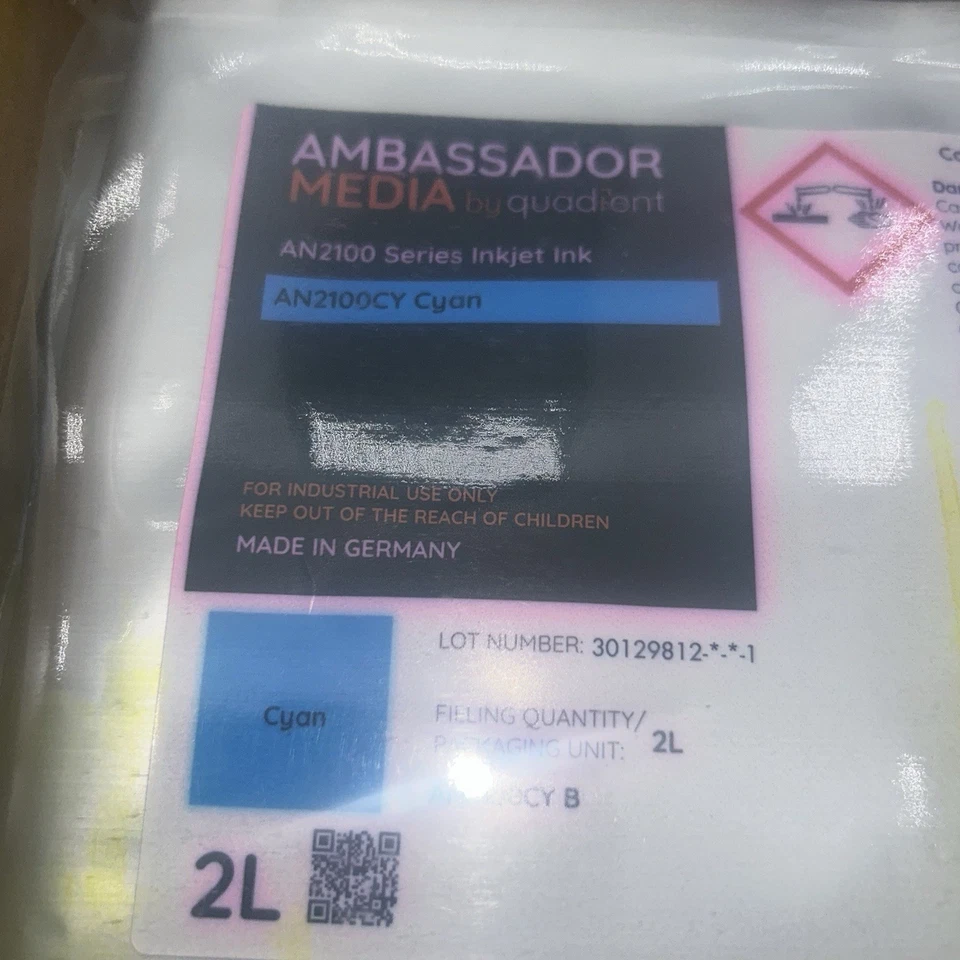 AMBASSADOR
MEDIA by quadient
AN2100 Series Inkjet Ink
AN2100CY Cyan
FOR INDUSTRIAL USE ONLY
KEEP OUT OF THE REACH OF CHILDREN
MADE IN GERMANY
LOT NUMBER: 30129812-*-*-1
Cyan
FILLING QUANTITY/
PACKAGING UNIT: 2L
B
2L